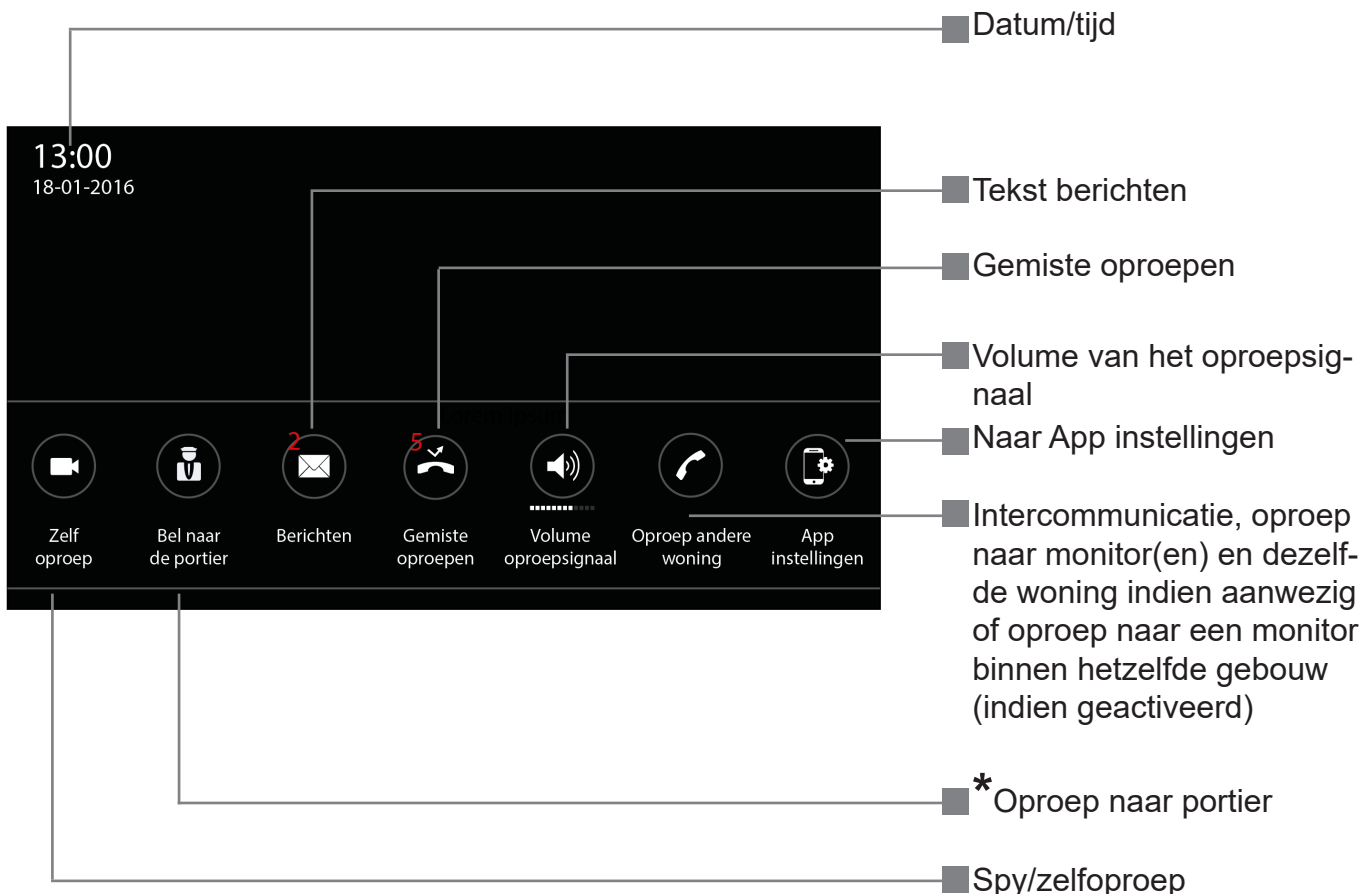 Datum/tijd
13:00
18-01-2016
Tekst berichten
Gemiste oproepen
Volume van het oproepsig-
naal
Naar App instellingen
2
5
Zelf
oproep
Bel naar
de portier
Berichten
Gemiste
oproepen
Volume
oproepsignaal
Oproep andere
woning
App
instellingen
Intercommunicatie, oproep
naar monitor(en) en dezelf-
de woning indien aanwezig
of oproep naar een monitor
binnen hetzelfde gebouw
(indien geactiveerd)
*Oproep naar portier
Spy/zelfoproep